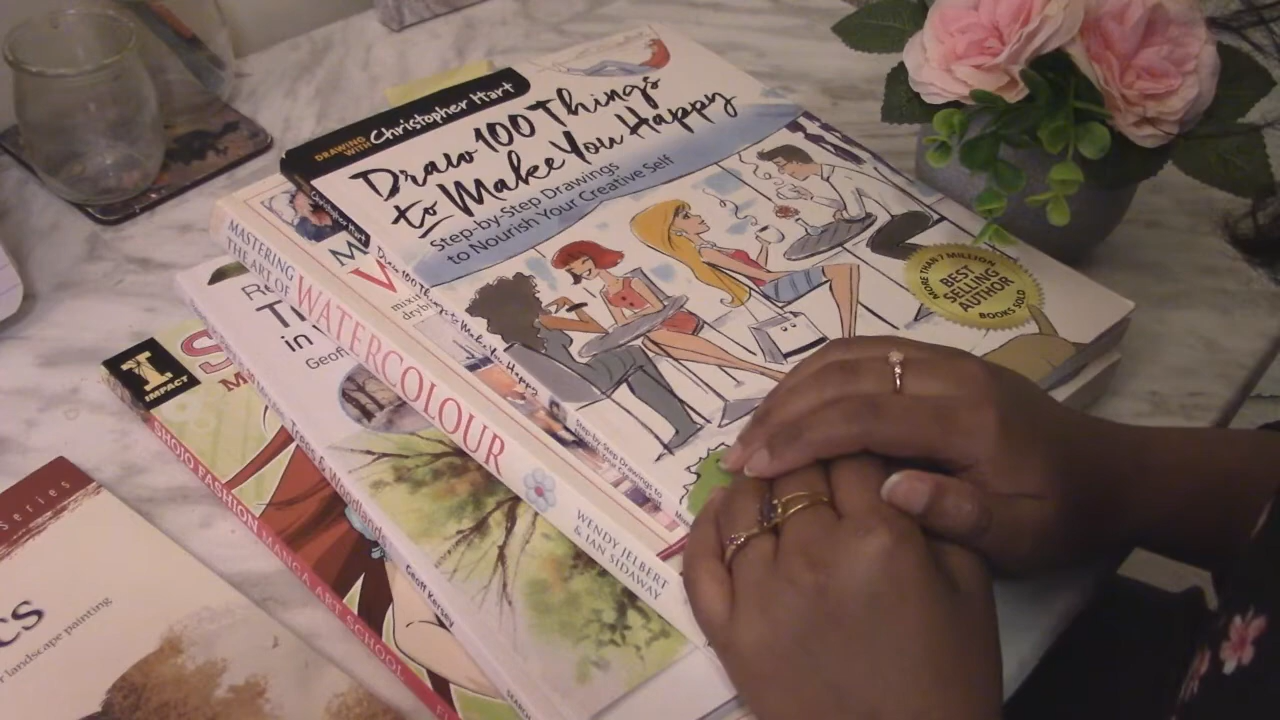 DRAWING WITH Christopher Hart
Draw 100 Things
to Make You Happy
Step-by-Step Drawings
to Nourish Your Creative Self
MORE THAN 7 MILLION
BEST
SELLING
AUTHOR
BOOKS SOLD
Christopher Hart
Draw 100 Things to Make You Happy
Step-by-Step Drawings to
MASTERING
THE ART OF
WATERCOLOUR
WENDY JELBERT
& IAN SIDAWAY
in
Geoff
Trees & Woodlands
Geoff Kersey
IMPACT
SHOJO FASHION MANGA ART SCHOOL
Series
landscape painting